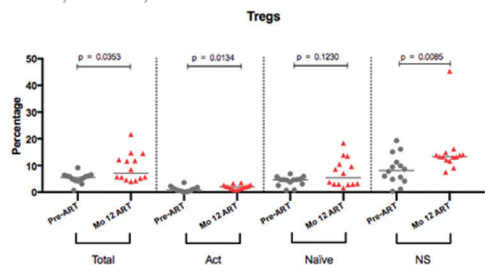 Tregs
p = 0.0353
p = 0.0134
p = 0.1230
p = 0.0085
Percentage
50
40
30
20
10
0
Pre-ART
Mo 12 ART
Pre-ART
Mo 12 ART
Pre-ART
Mo 12 ART
Pre-ART
Mo 12 ART
Total
Act
Naïve
NS